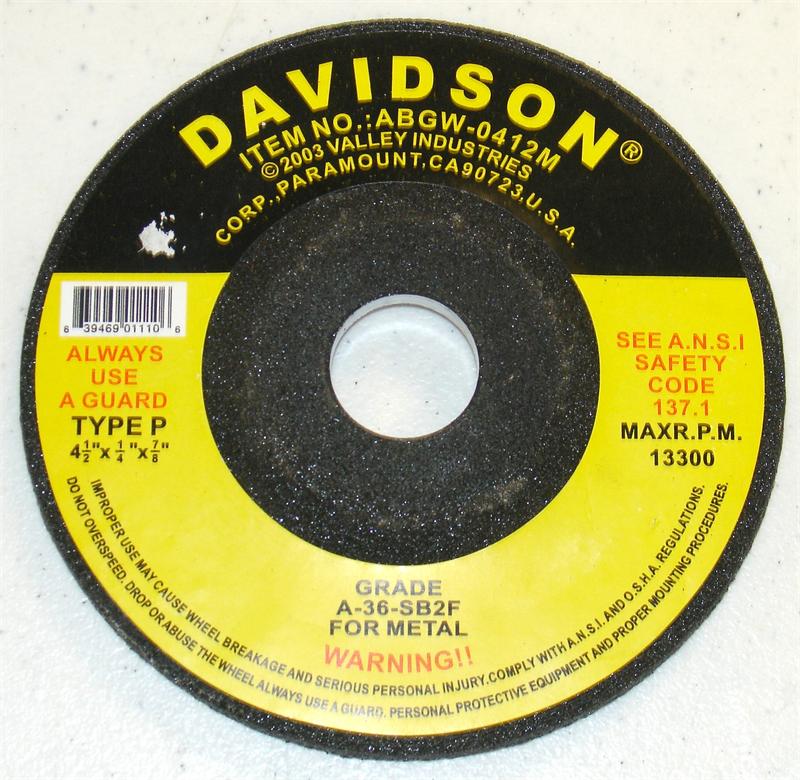 DAVIDSON®
ITEM NO.:ABGW-0412M
©2003 VALLEY INDUSTRIES
CORP.,PARAMOUNT,CA90723,U.S.A.
6 39469 01110 6
ALWAYS
USE
A GUARD
TYPE P
4½"x¼"x⅞"
SEE A.N.S.I
SAFETY
CODE
137.1
MAXR.P.M.
13300
GRADE
A-36-SB2F
FOR METAL
WARNING!!
IMPROPER USE MAY CAUSE WHEEL BREAKAGE AND SERIOUS PERSONAL INJURY.COMPLY WITH A.N.S.I. AND O.S.H.A. REGULATIONS.
DO NOT OVERSPEED. DROP OR ABUSE THE WHEEL ALWAYS USE A GUARD. PERSONAL PROTECTIVE EQUIPMENT AND PROPER MOUNTING PROCEDURES.